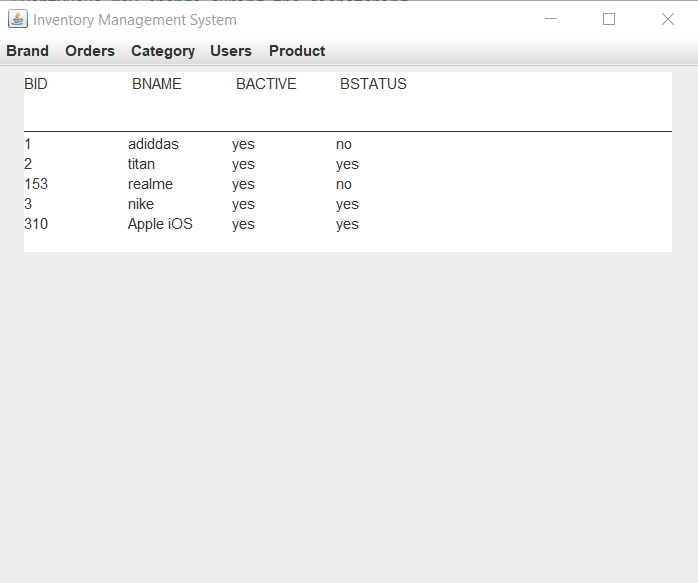 Inventory Management System
Brand Orders Category Users Product
BID BNAME BACTIVE BSTATUS
1 adiddas yes no
2 titan yes yes
153 realme yes no
3 nike yes yes
310 Apple iOS yes yes